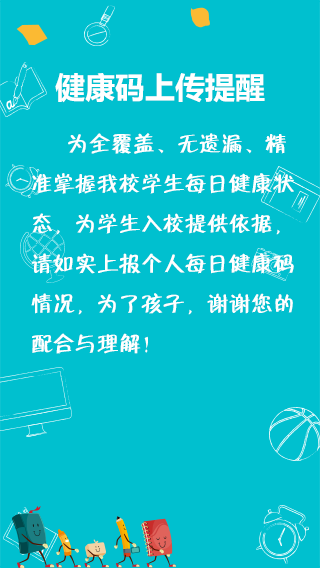 健康码上传提醒
为全覆盖、无遗漏、精
准掌握我校学生每日健康状
态，为学生入校提供依据，
请如实上报个人每日健康码
情况，为了孩子，谢谢您的
配合与理解！